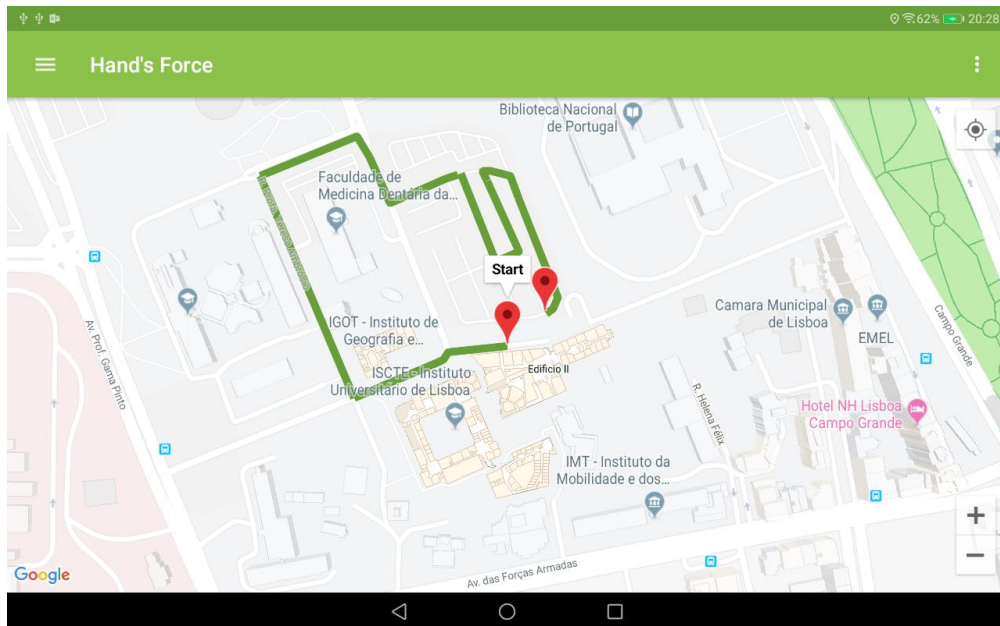 62%
20:28
Hand's Force
Biblioteca Nacional
de Portugal
Faculdade de
Medicina Dentária da...
Start
IGOT - Instituto de
Geografia e...
ISCTE - Instituto
Universitário de Lisboa
Edificio II
Camara Municipal
de Lisboa
EMEL
Campo Grande
Av. Prof. Gama Pinto
R. Helena Félix
Hotel NH Lisboa
Campo Grande
IMT - Instituto da
Mobilidade e dos...
Av. das Forças Armadas
Google